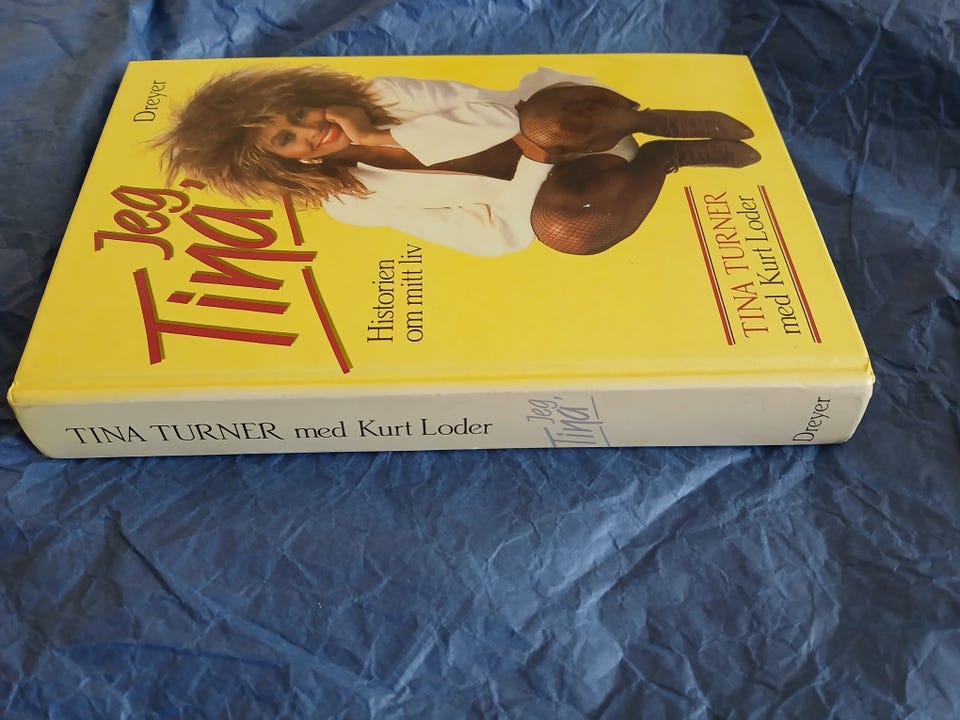 Dreyer
Jeg,
Tina
Historien
om mitt liv
TINA TURNER
med Kurt Loder
TINA TURNER med Kurt Loder
Jeg,
Tina
Dreyer